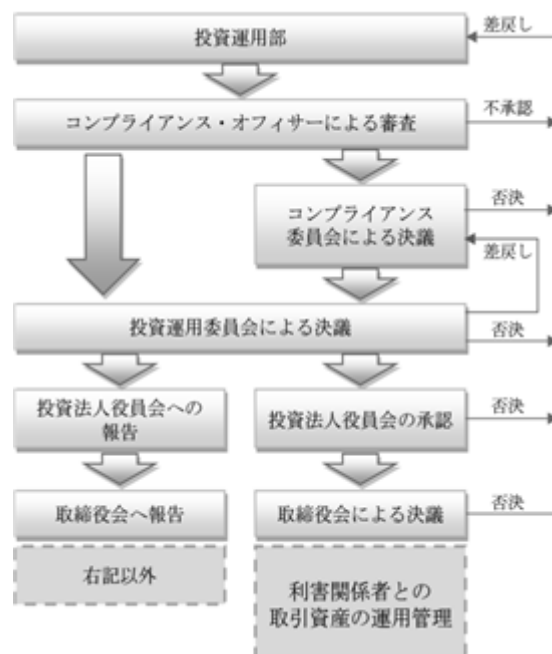 投資運用部
差戻し
コンプライアンス・オフィサーによる審査
不承認
コンプライアンス
委員会による決議
否決
差戻し
投資運用委員会による決議
否決
投資法人役員会への
報告
投資法人役員会の承認
否決
取締役会へ報告
取締役会による決議
否決
右記以外
利害関係者との
取引資産の運用管理